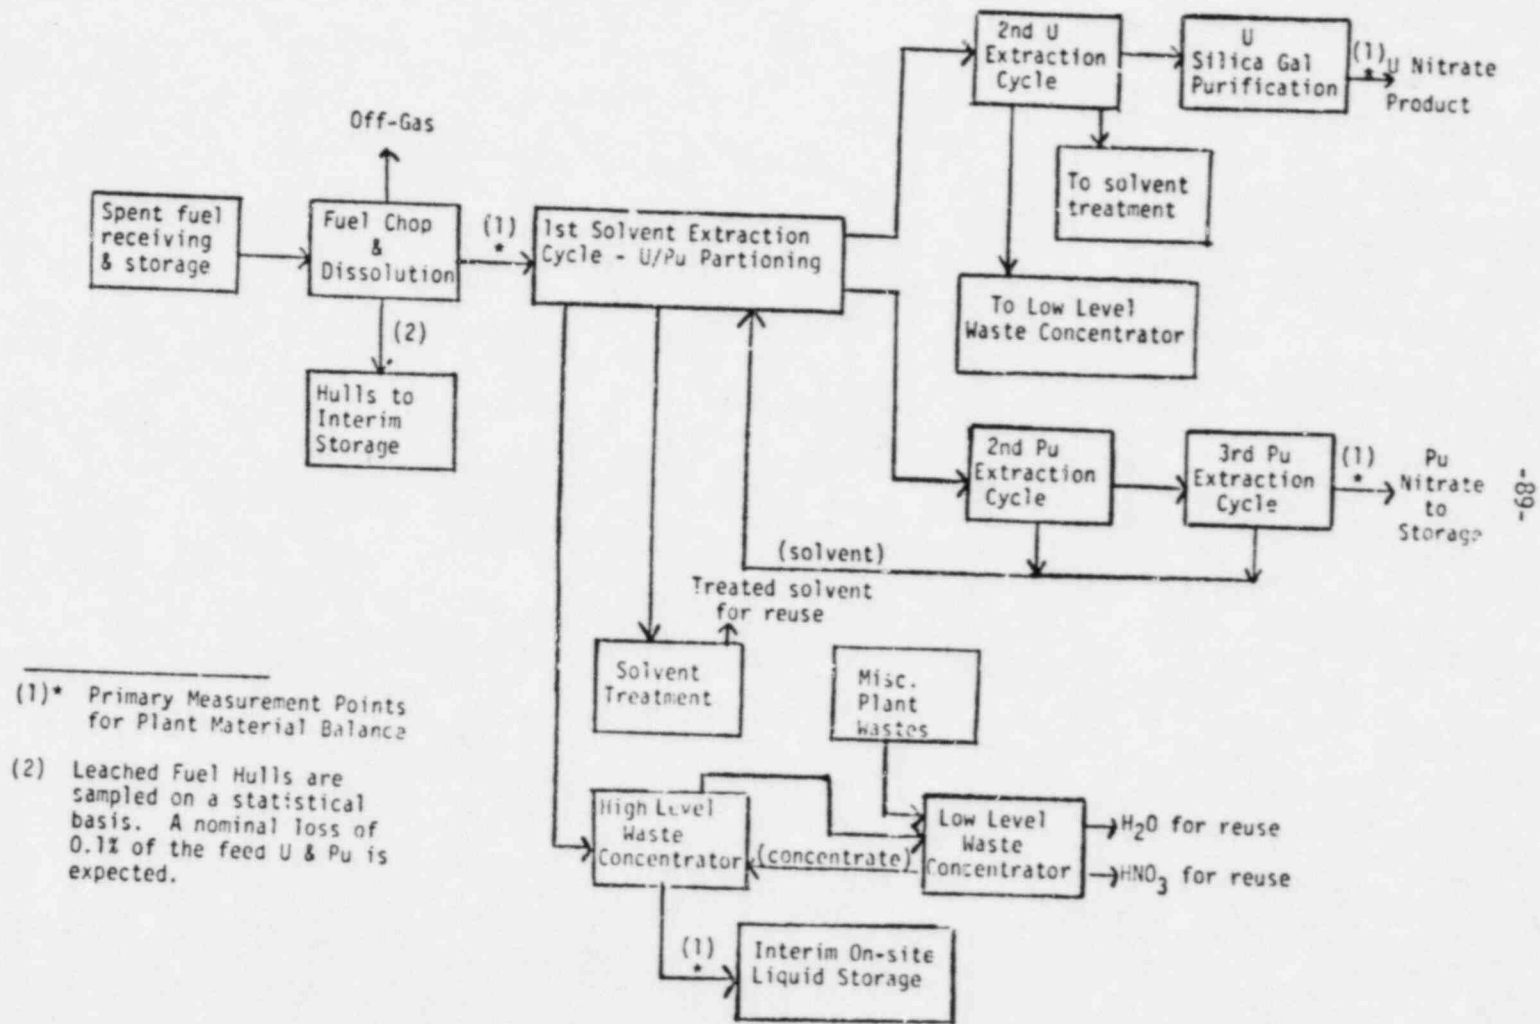 2nd U
Extraction
Cycle
U
Silica Gal
Purification
(1)
*
U Nitrate
Product
Off-Gas
To solvent
treatment
Spent fuel
receiving
& storage
Fuel Chop
&
Dissolution
(1)
*
1st Solvent Extraction
Cycle - U/Pu Partioning
To Low Level
Waste Concentrator
(2)
Hulls to
Interim
Storage
2nd Pu
Extraction
Cycle
3rd Pu
Extraction
Cycle
(1)
*
Pu
Nitrate
to
Storage
-89-
(solvent)
Treated solvent
for reuse
Solvent
Treatment
Misc.
Plant
Wastes
(1)* Primary Measurement Points
for Plant Material Balance
(2) Leached Fuel Hulls are
sampled on a statistical
basis. A nominal loss of
0.1% of the feed U & Pu is
expected.
High Level
Waste
Concentrator
(concentrate)
Low Level
Waste
Concentrator
H2O for reuse
HNO3 for reuse
(1)
*
Interim On-site
Liquid Storage